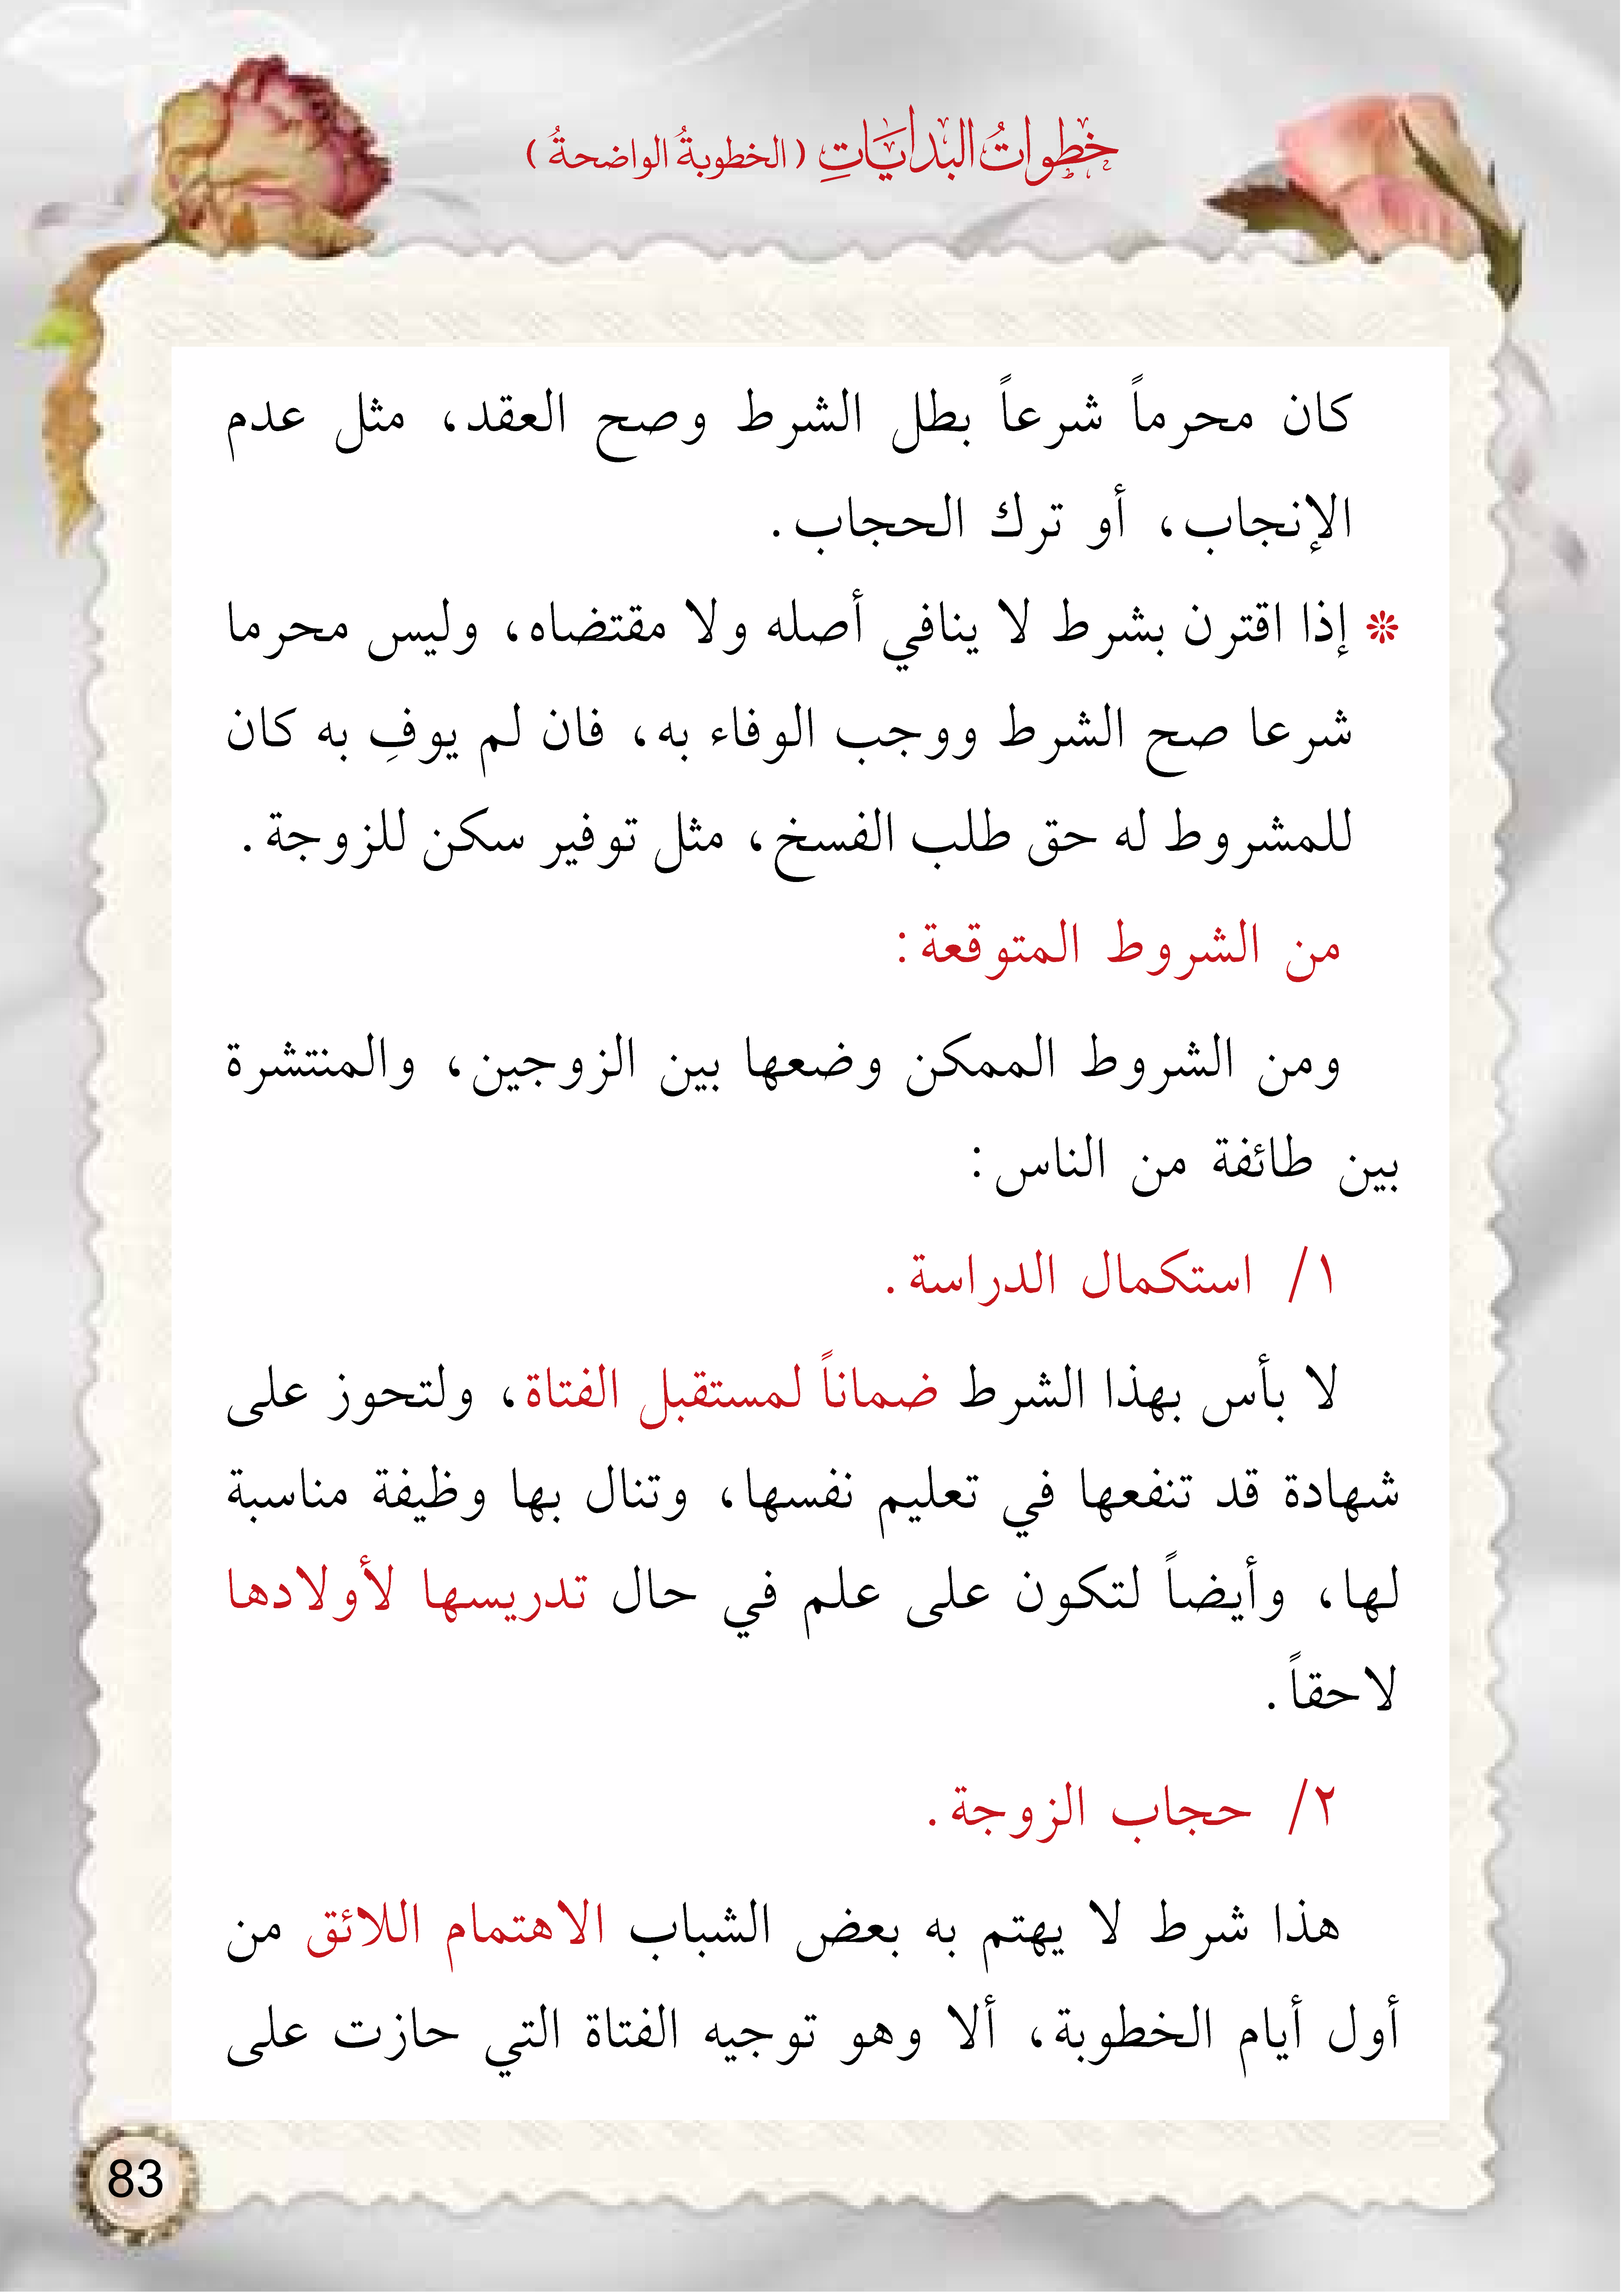 خطواتُ البدايَاتِ (الخطوبةُ الواضحةُ)
كان محرماً شرعاً بطل الشرط وصح العقد، مثل عدم
الإنجاب، أو ترك الحجاب.
❊ إذا اقترن بشرط لا ينافي أصله ولا مقتضاه، وليس محرما
شرعا صح الشرط ووجب الوفاء به، فان لم يوفِ به كان
للمشروط له حق طلب الفسخ، مثل توفير سكن للزوجة.
من الشروط المتوقعة:
ومن الشروط الممكن وضعها بين الزوجين، والمنتشرة
بين طائفة من الناس:
١/ استكمال الدراسة.
لا بأس بهذا الشرط ضماناً لمستقبل الفتاة، ولتحوز على
شهادة قد تنفعها في تعليم نفسها، وتنال بها وظيفة مناسبة
لها، وأيضاً لتكون على علم في حال تدريسها لأولادها
لاحقاً.
٢/ حجاب الزوجة.
هذا شرط لا يهتم به بعض الشباب الاهتمام اللائق من
أول أيام الخطوبة، ألا وهو توجيه الفتاة التي حازت على
83